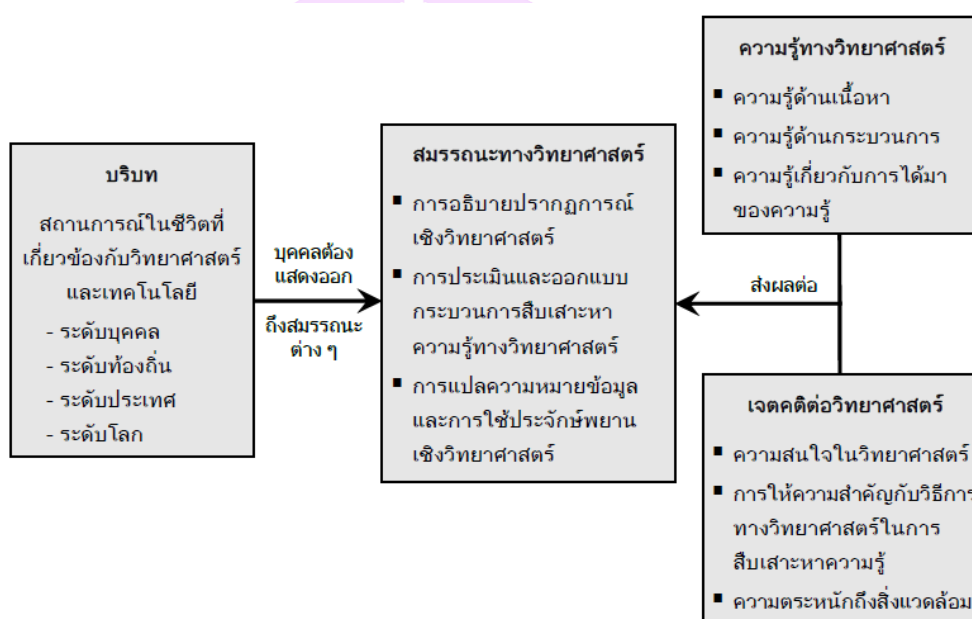 บริบท
สถานการณ์ในชีวิตที่
เกี่ยวข้องกับวิทยาศาสตร์
และเทคโนโลยี
- ระดับบุคคล
- ระดับท้องถิ่น
- ระดับประเทศ
- ระดับโลก
บุคคลต้อง
แสดงออก
ถึงสมรรถนะ
ต่าง ๆ
สมรรถนะทางวิทยาศาสตร์
▪ การอธิบายปรากฏการณ์
เชิงวิทยาศาสตร์
▪ การประเมินและออกแบบ
กระบวนการสืบเสาะหา
ความรู้ทางวิทยาศาสตร์
▪ การแปลความหมายข้อมูล
และการใช้ประจักษ์พยาน
เชิงวิทยาศาสตร์
ส่งผลต่อ
ความรู้ทางวิทยาศาสตร์
▪ ความรู้ด้านเนื้อหา
▪ ความรู้ด้านกระบวนการ
▪ ความรู้เกี่ยวกับการได้มา
ของความรู้
เจตคติต่อวิทยาศาสตร์
▪ ความสนใจในวิทยาศาสตร์
▪ การให้ความสำคัญกับวิธีการ
ทางวิทยาศาสตร์ในการ
สืบเสาะหาความรู้
▪ ความตระหนักถึงสิ่งแวดล้อม